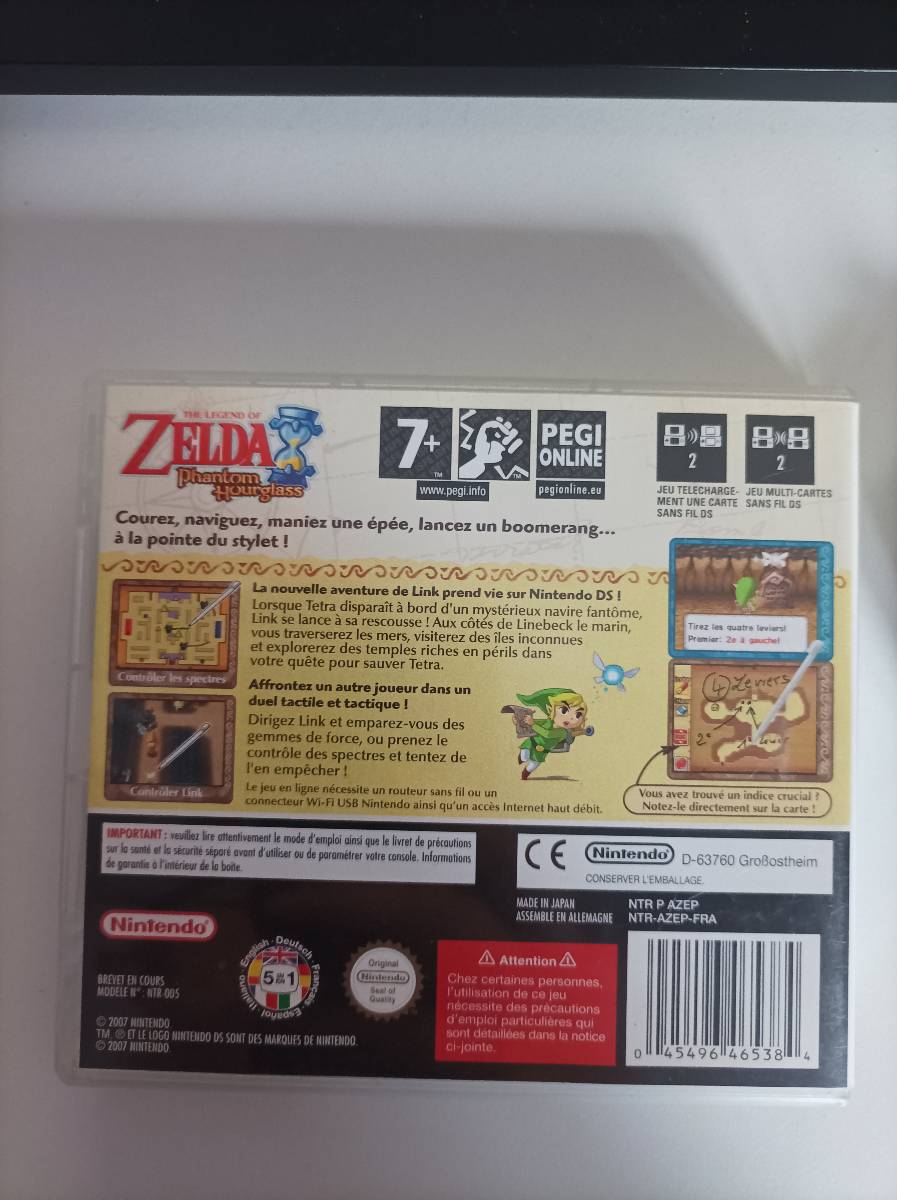 THE LEGEND OF
ZELDA
Phantom
Hourglass
7+
TM
www.pegi.info
TM
PEGI
ONLINE
pegionline.eu
2
JEU TELECHARGE-
MENT UNE CARTE
SANS FIL DS
2
JEU MULTI-CARTES
SANS FIL DS
Courez, naviguez, maniez une épée, lancez un boomerang...
à la pointe du stylet !
Contrôler les spectres
Contrôler Link
La nouvelle aventure de Link prend vie sur Nintendo DS !
Lorsque Tetra disparaît à bord d'un mystérieux navire fantôme,
Link se lance à sa rescousse ! Aux côtés de Linebeck le marin,
vous traverserez les mers, visiterez des îles inconnues
et explorerez des temples riches en périls dans
votre quête pour sauver Tetra.
Affrontez un autre joueur dans un
duel tactile et tactique !
Dirigez Link et emparez-vous des
gemmes de force, ou prenez le
contrôle des spectres et tentez de
l'en empêcher !
Le jeu en ligne nécessite un routeur sans fil ou un
connecteur Wi-Fi USB Nintendo ainsi qu'un accès Internet haut débit.
Tirez les quatre leviers!
Premier: 2e à gauche!
4 Leviers
2°
Vous avez trouvé un indice crucial ?
Notez-le directement sur la carte !
IMPORTANT : veuillez lire attentivement le mode d'emploi ainsi que le livret de précautions
sur la santé et la sécurité séparé avant d'utiliser ou de paramétrer votre console. Informations
de garantie à l'intérieur de la boîte.
CE
Nintendo
D-63760 Großostheim
CONSERVER L'EMBALLAGE.
MADE IN JAPAN
ASSEMBLE EN ALLEMAGNE
NTR P AZEP
NTR-AZEP-FRA
Nintendo
BREVET EN COURS
MODELE N° : NTR-005
English · Deutsch · Français · Español · Italiano
5 IN 1
Original
Nintendo
Seal of
Quality
Attention
Chez certaines personnes,
l'utilisation de ce jeu
nécessite des précautions
d'emploi particulières qui
sont détaillées dans la notice
ci-jointe.
© 2007 NINTENDO.
TM, ® ET LE LOGO NINTENDO DS SONT DES MARQUES DE NINTENDO.
© 2007 NINTENDO.
0 45496 46538 4